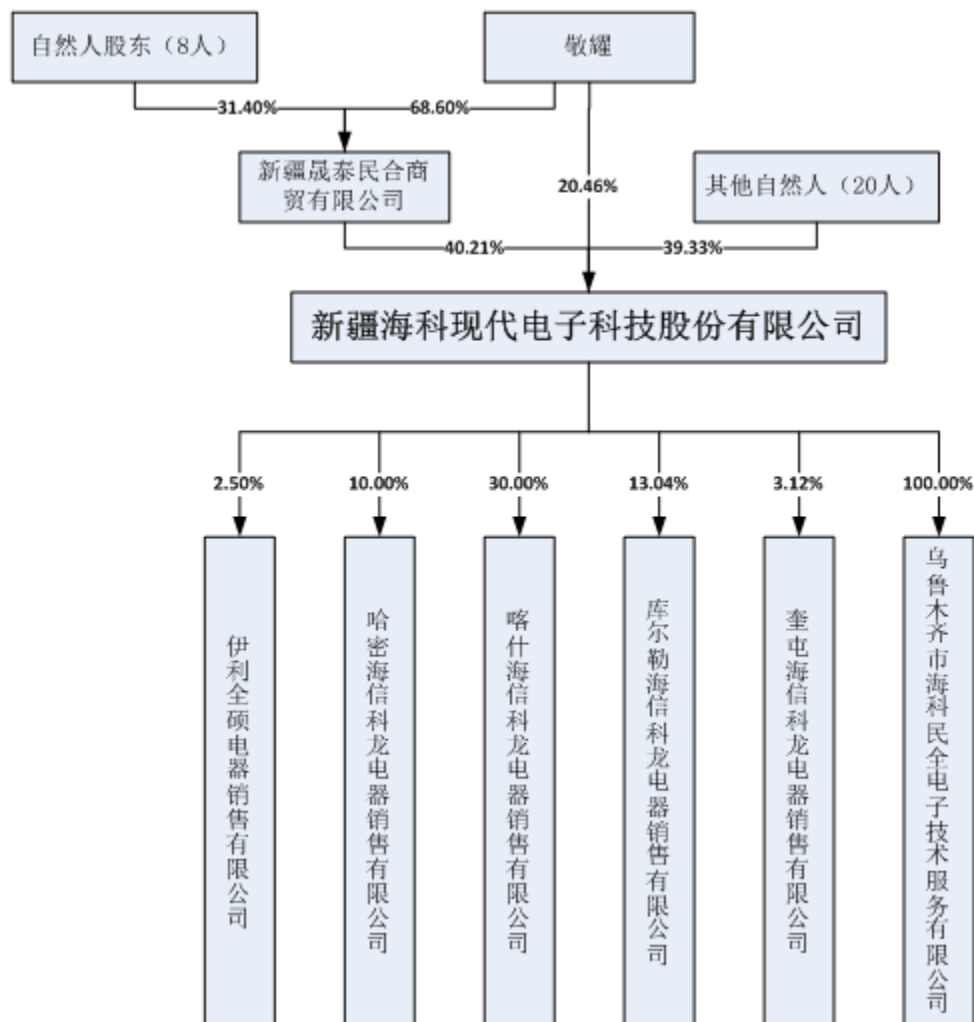 自然人股东（8人）
敬耀
31.40%
68.60%
新疆晟泰民合商
贸有限公司
20.46%
其他自然人（20人）
40.21%
39.33%
新疆海科现代电子科技股份有限公司
2.50%
10.00%
30.00%
13.04%
3.12%
100.00%
伊利全硕电器销售有限公司
哈密海信科龙电器销售有限公司
喀什海信科龙电器销售有限公司
库尔勒海信科龙电器销售有限公司
奎屯海信科龙电器销售有限公司
乌鲁木齐市海科民全电子技术服务有限公司